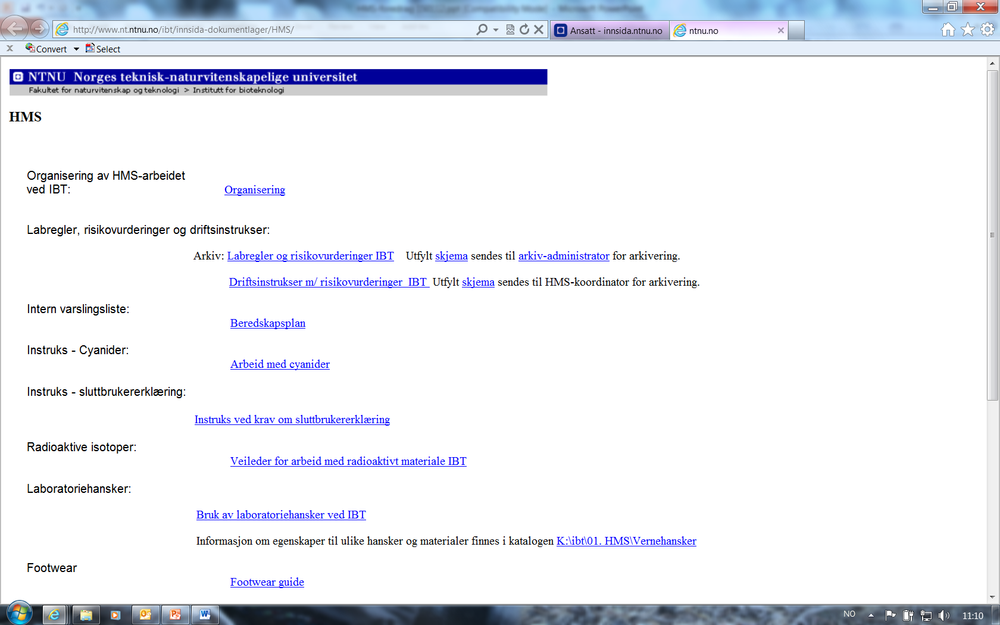 http://www.nt.ntnu.no/ibt/innsida-dokumentlager/HMS/
Ansatt - innsida.ntnu.no
ntnu.no
Convert
Select
NTNU Norges teknisk-naturvitenskapelige universitet
Fakultet for naturvitenskap og teknologi > Institutt for bioteknologi
HMS
Organisering av HMS-arbeidet
ved IBT: Organisering
Labregler, risikovurderinger og driftsinstrukser:
Arkiv: Labregler og risikovurderinger IBT Utfylt skjema sendes til arkiv-administrator for arkivering.
Driftsinstrukser m/ risikovurderinger IBT Utfylt skjema sendes til HMS-koordinator for arkivering.
Intern varslingsliste:
Beredskapsplan
Instruks - Cyanider:
Arbeid med cyanider
Instruks - sluttbrukererklæring:
Instruks ved krav om sluttbrukererklæring
Radioaktive isotoper:
Veileder for arbeid med radioaktivt materiale IBT
Laboratoriehansker:
Bruk av laboratoriehansker ved IBT
Informasjon om egenskaper til ulike hansker og materialer finnes i katalogen K:\ibt\01. HMS\Vernehansker
Footwear
Footwear guide
NO
11:10